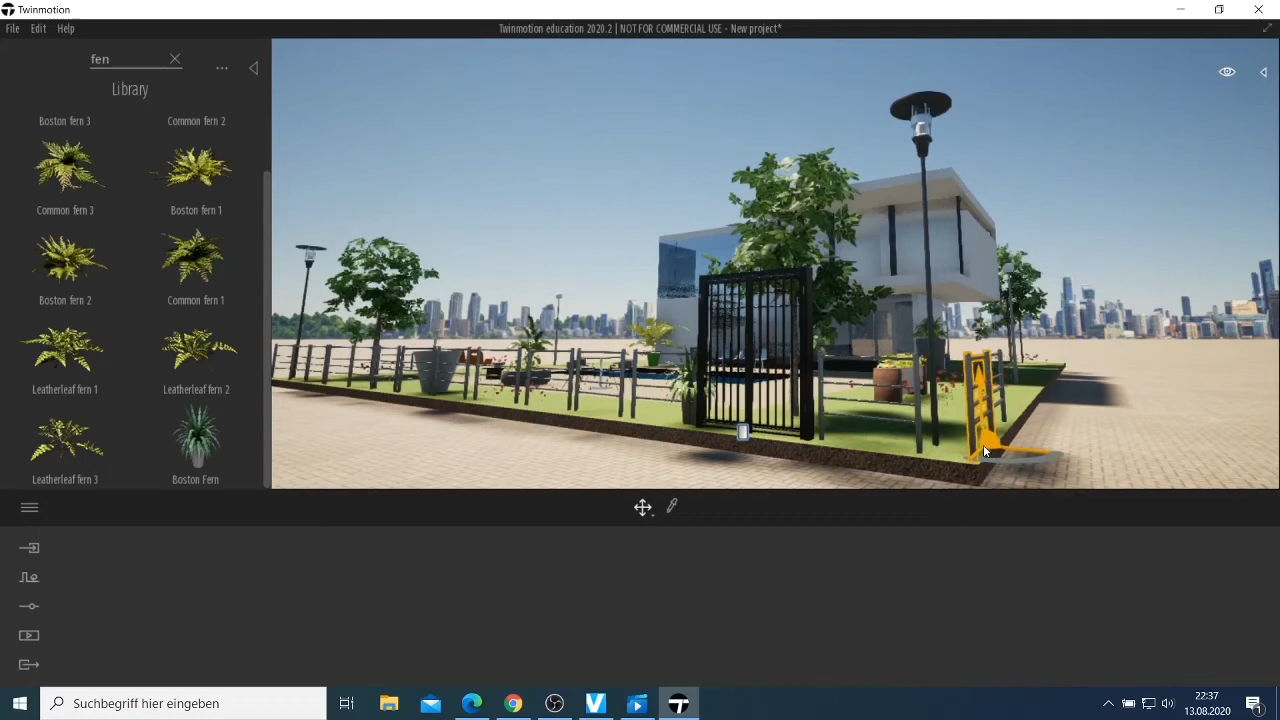 Twinmotion
File Edit Help
Twinmotion education 2020.2 | NOT FOR COMMERCIAL USE - New project*
fen
Library
Boston fern 3 Common fern 2
Common fern 3 Boston fern 1
Boston fern 2 Common fern 1
Leatherleaf fern 1 Leatherleaf fern 2
Leatherleaf fern 3 Boston Fern
Suchbegriff hier eingeben
22:37
13.08.2020
1